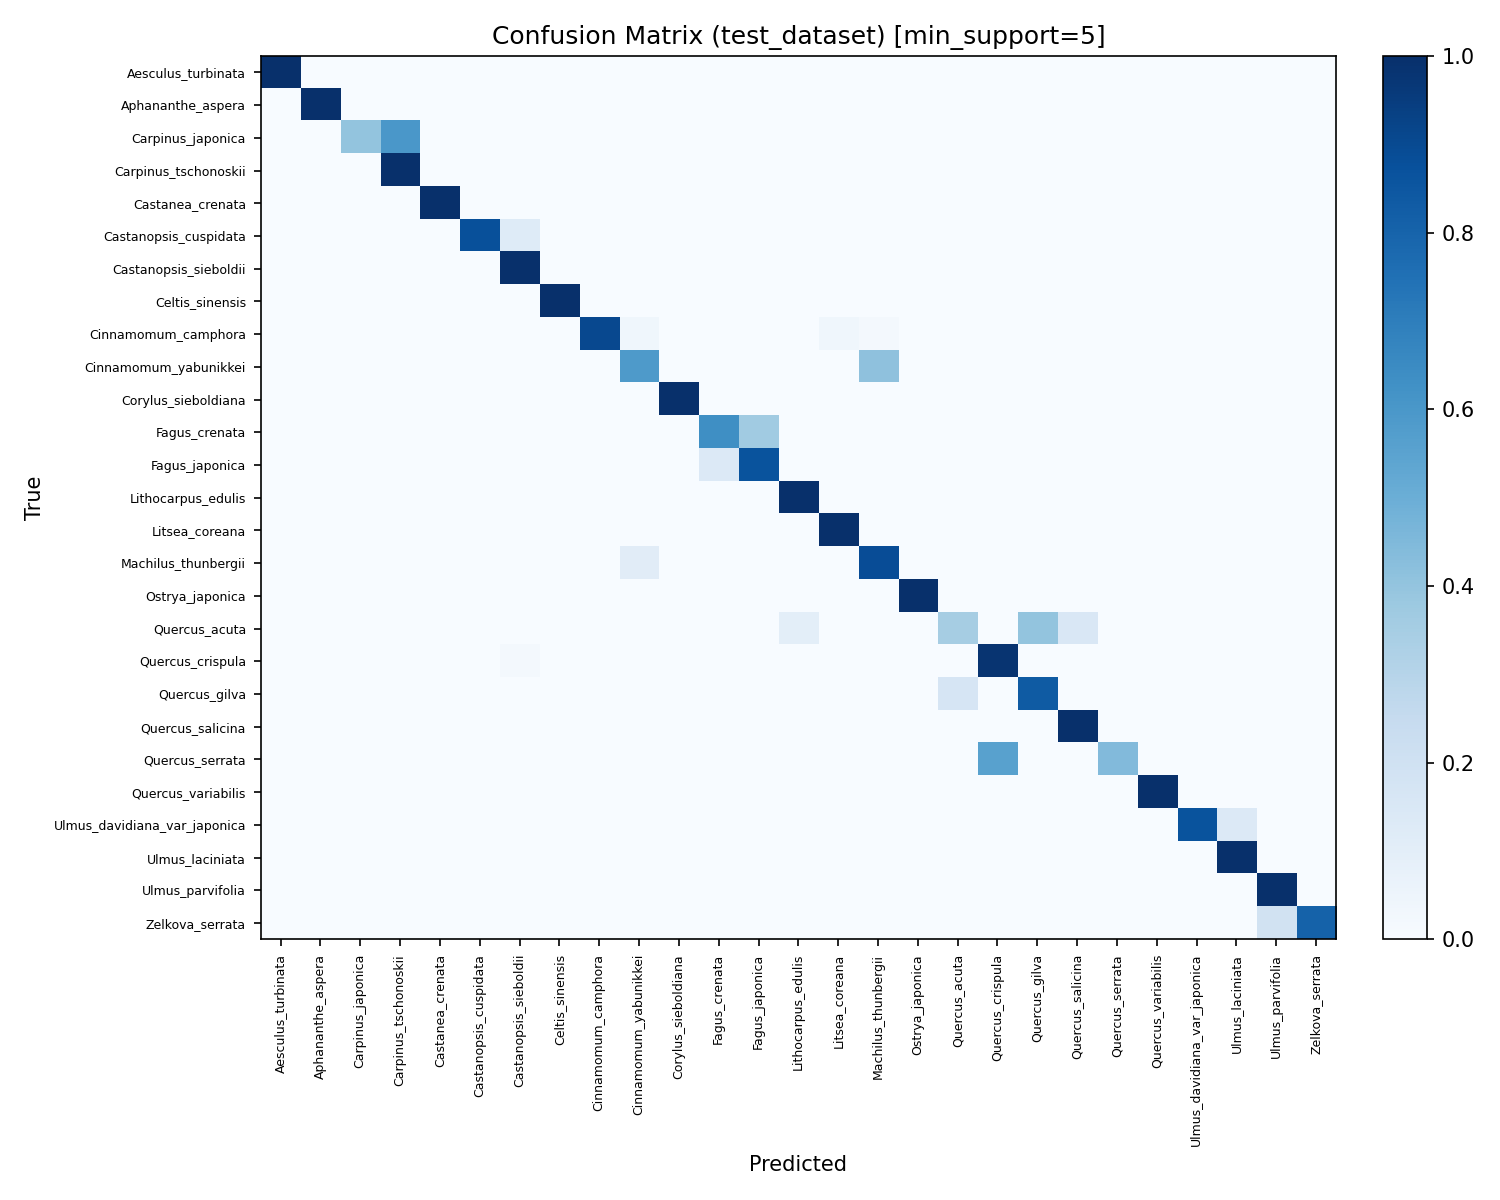 Confusion Matrix (test_dataset) [min_support=5]
True
Aesculus_turbinata
Aphananthe_aspera
Carpinus_japonica
Carpinus_tschonoskii
Castanea_crenata
Castanopsis_cuspidata
Castanopsis_sieboldii
Celtis_sinensis
Cinnamomum_camphora
Cinnamomum_yabunikkei
Corylus_sieboldiana
Fagus_crenata
Fagus_japonica
Lithocarpus_edulis
Litsea_coreana
Machilus_thunbergii
Ostrya_japonica
Quercus_acuta
Quercus_crispula
Quercus_gilva
Quercus_salicina
Quercus_serrata
Quercus_variabilis
Ulmus_davidiana_var_japonica
Ulmus_laciniata
Ulmus_parvifolia
Zelkova_serrata
Aesculus_turbinata
Aphananthe_aspera
Carpinus_japonica
Carpinus_tschonoskii
Castanea_crenata
Castanopsis_cuspidata
Castanopsis_sieboldii
Celtis_sinensis
Cinnamomum_camphora
Cinnamomum_yabunikkei
Corylus_sieboldiana
Fagus_crenata
Fagus_japonica
Lithocarpus_edulis
Litsea_coreana
Machilus_thunbergii
Ostrya_japonica
Quercus_acuta
Quercus_crispula
Quercus_gilva
Quercus_salicina
Quercus_serrata
Quercus_variabilis
Ulmus_davidiana_var_japonica
Ulmus_laciniata
Ulmus_parvifolia
Zelkova_serrata
Predicted
1.0
0.8
0.6
0.4
0.2
0.0